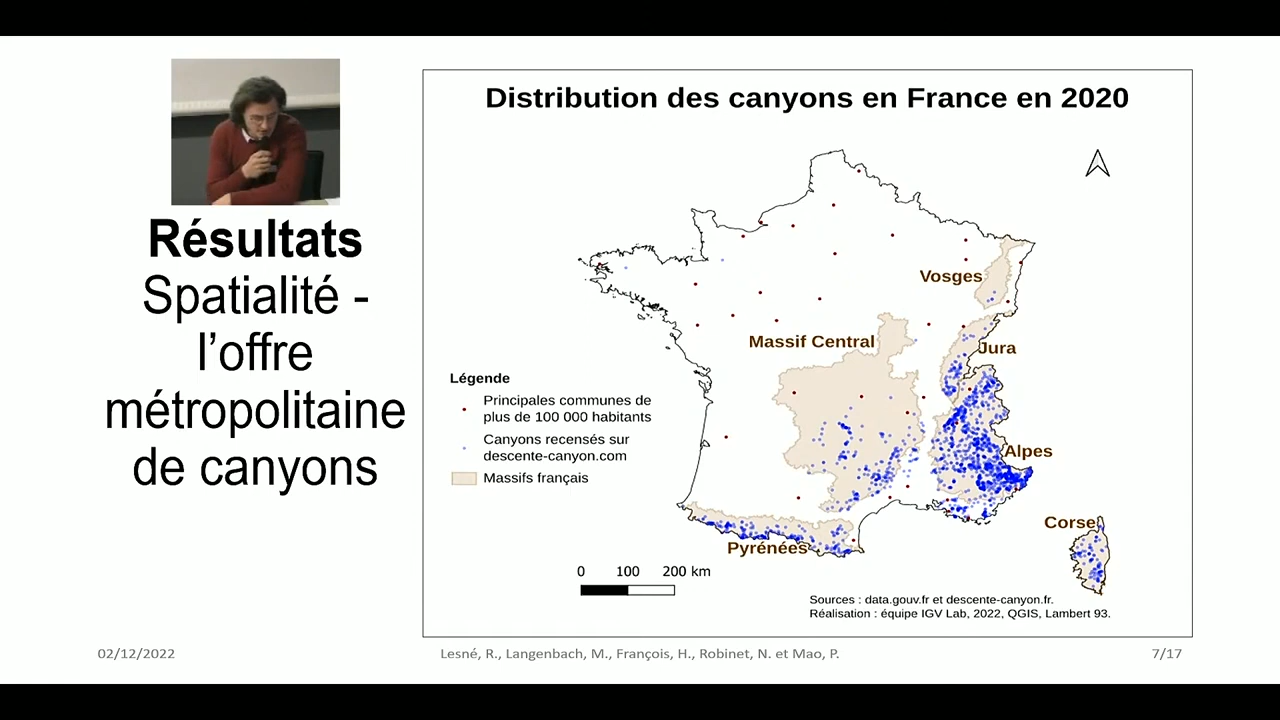 Résultats
Spatialité -
l’offre
métropolitaine
de canyons
Distribution des canyons en France en 2020
Vosges
Massif Central
Jura
Légende
Principales communes de
plus de 100 000 habitants
Canyons recensés sur
descente-canyon.com
Massifs français
Alpes
Corse
Pyrénées
0 100 200 km
Sources : data.gouv.fr et descente-canyon.fr.
Réalisation : équipe IGV Lab, 2022, QGIS, Lambert 93.
02/12/2022
Lesné, R., Langenbach, M., François, H., Robinet, N. et Mao, P.
7/17